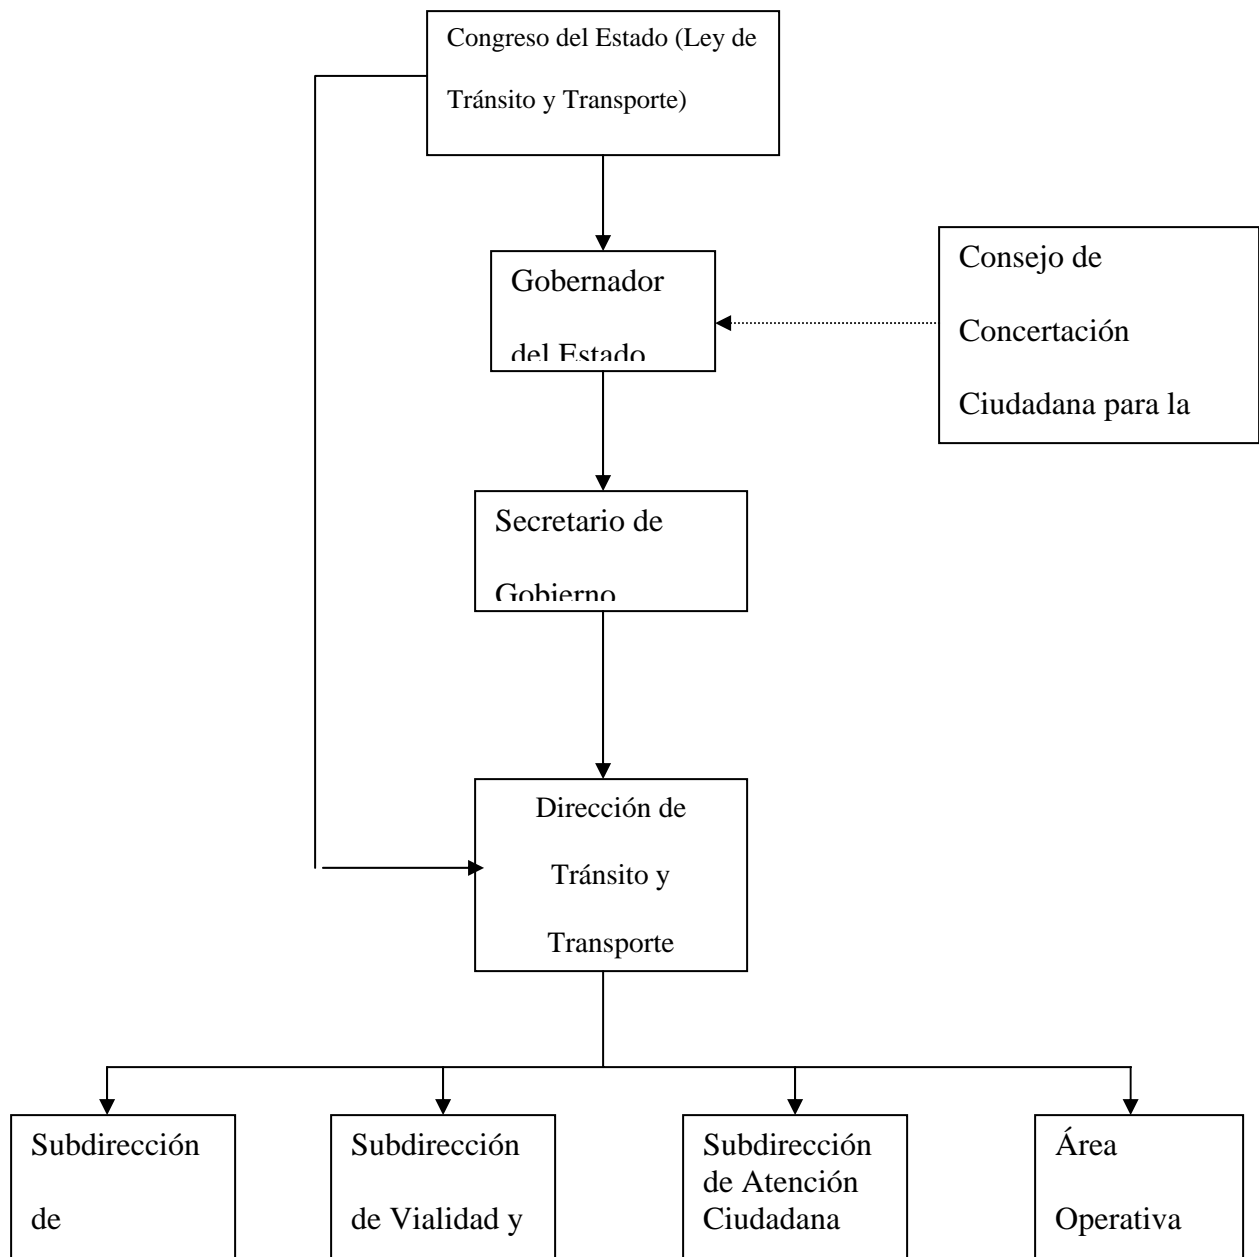 Congreso del Estado (Ley de
Tránsito y Transporte)
Gobernador
del Estado
Consejo de
Concertación
Ciudadana para la
Secretario de
Gobierno
Dirección de
Tránsito y
Transporte
Subdirección
de
Subdirección
de Vialidad y
Subdirección
de Atención
Ciudadana
Área
Operativa